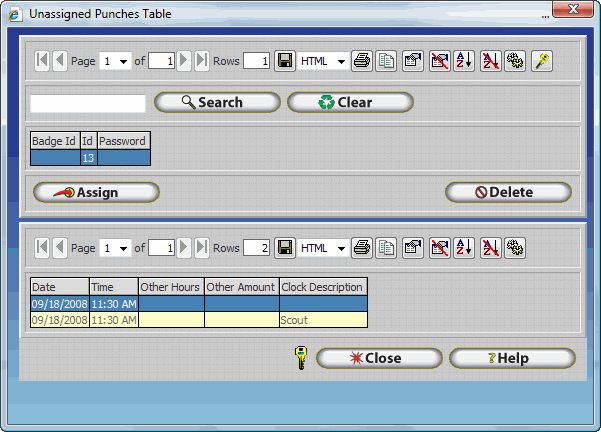 Unassigned Punches Table ...
Page 1 of 1 Rows 1 HTML
Search Clear
Badge Id Id Password
13
Assign Delete
Page 1 of 1 Rows 2 HTML
Date Time Other Hours Other Amount Clock Description
09/18/2008 11:30 AM
09/18/2008 11:30 AM Scout
Close ?Help